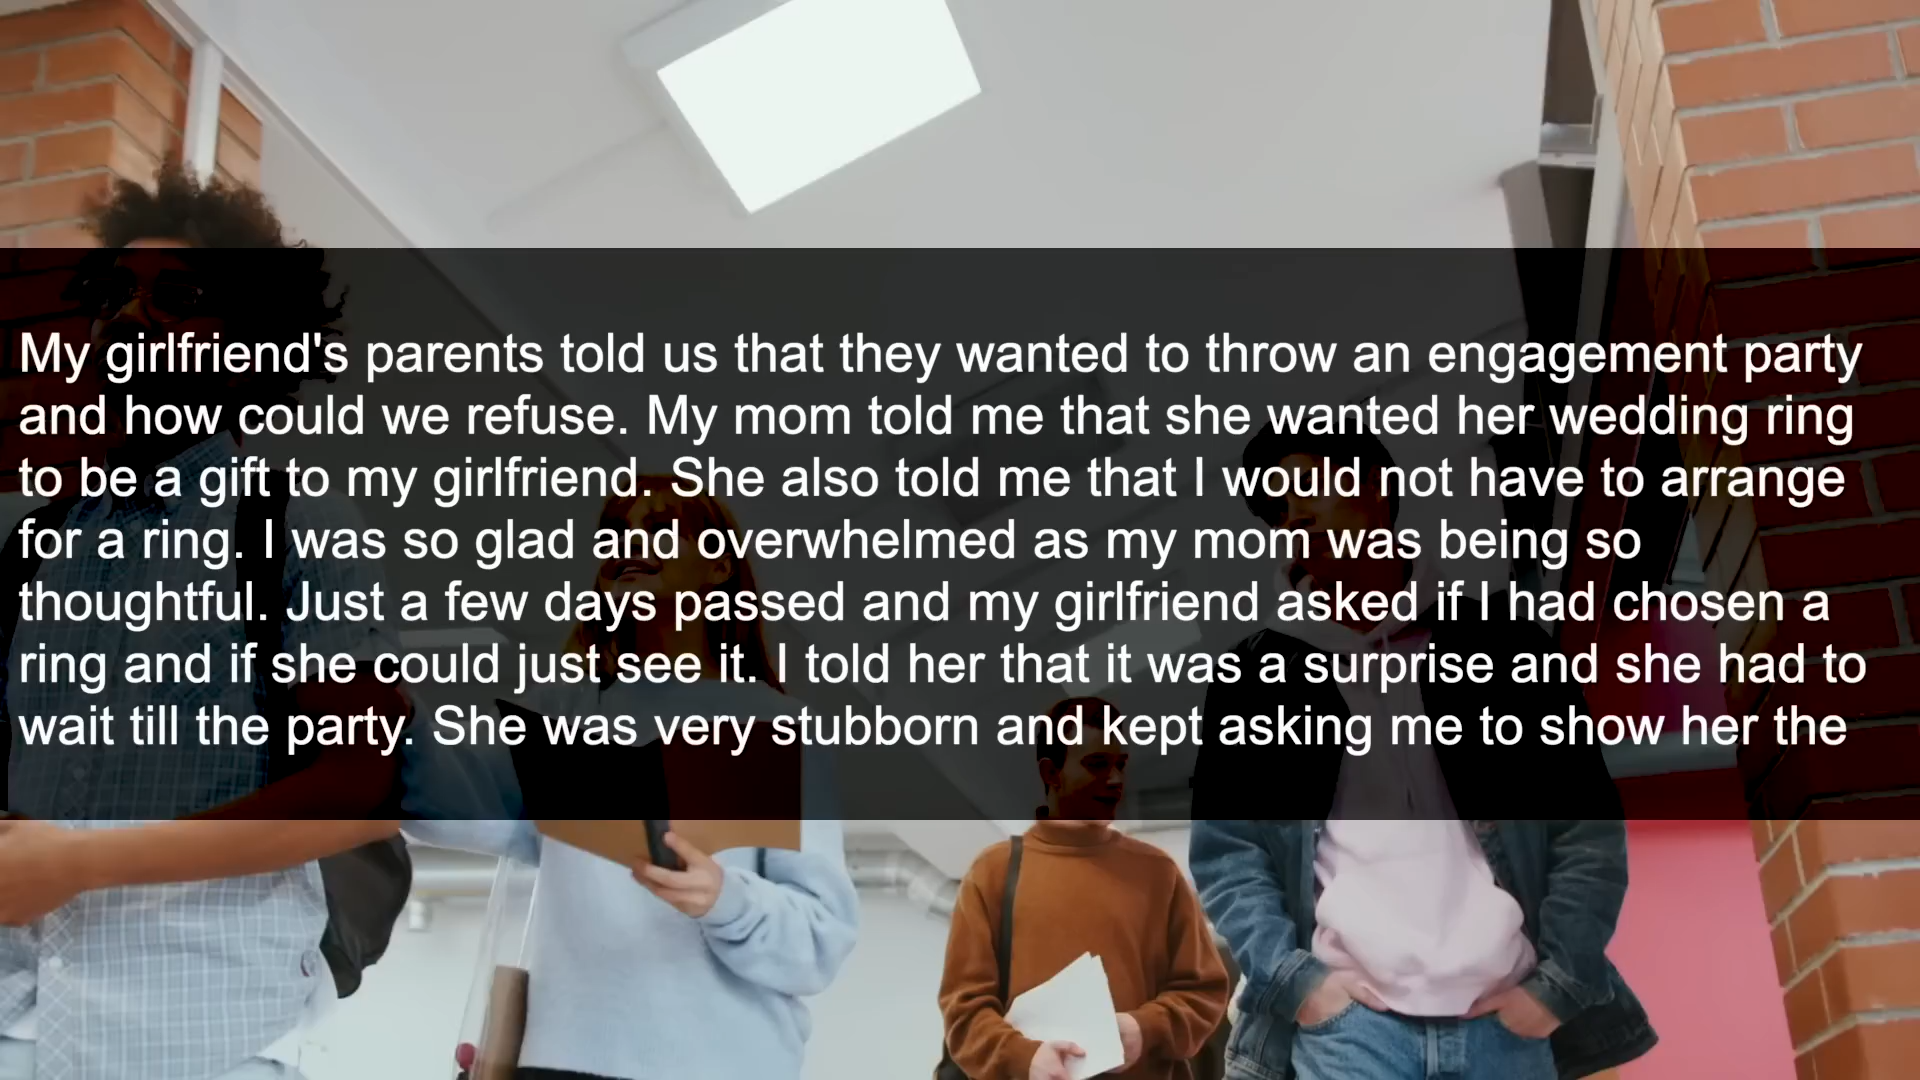 My girlfriend's parents told us that they wanted to throw an engagement party
and how could we refuse. My mom told me that she wanted her wedding ring
to be a gift to my girlfriend. She also told me that I would not have to arrange
for a ring. I was so glad and overwhelmed as my mom was being so
thoughtful. Just a few days passed and my girlfriend asked if I had chosen a
ring and if she could just see it. I told her that it was a surprise and she had to
wait till the party. She was very stubborn and kept asking me to show her the